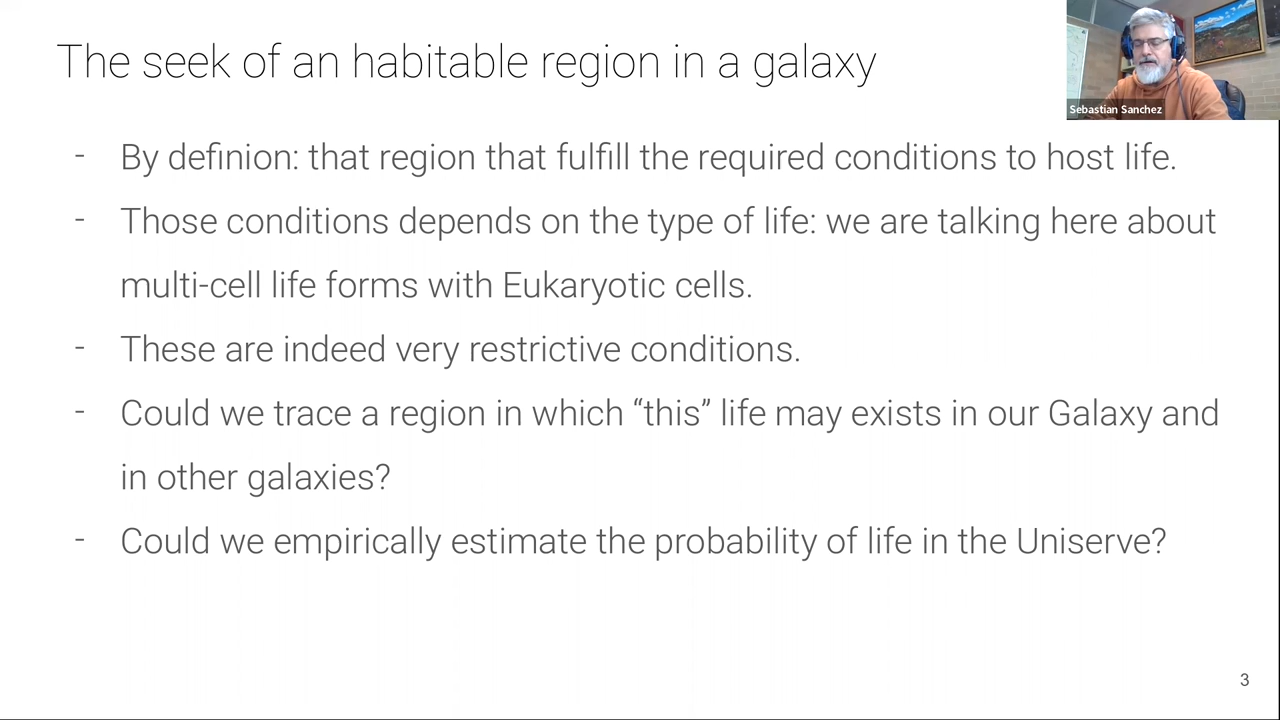 The seek of an habitable region in a galaxy
Sebastian Sanchez
- By definion: that region that fulfill the required conditions to host life.
- Those conditions depends on the type of life: we are talking here about
multi-cell life forms with Eukaryotic cells.
- These are indeed very restrictive conditions.
- Could we trace a region in which “this” life may exists in our Galaxy and
in other galaxies?
- Could we empirically estimate the probability of life in the Uniserve?
3